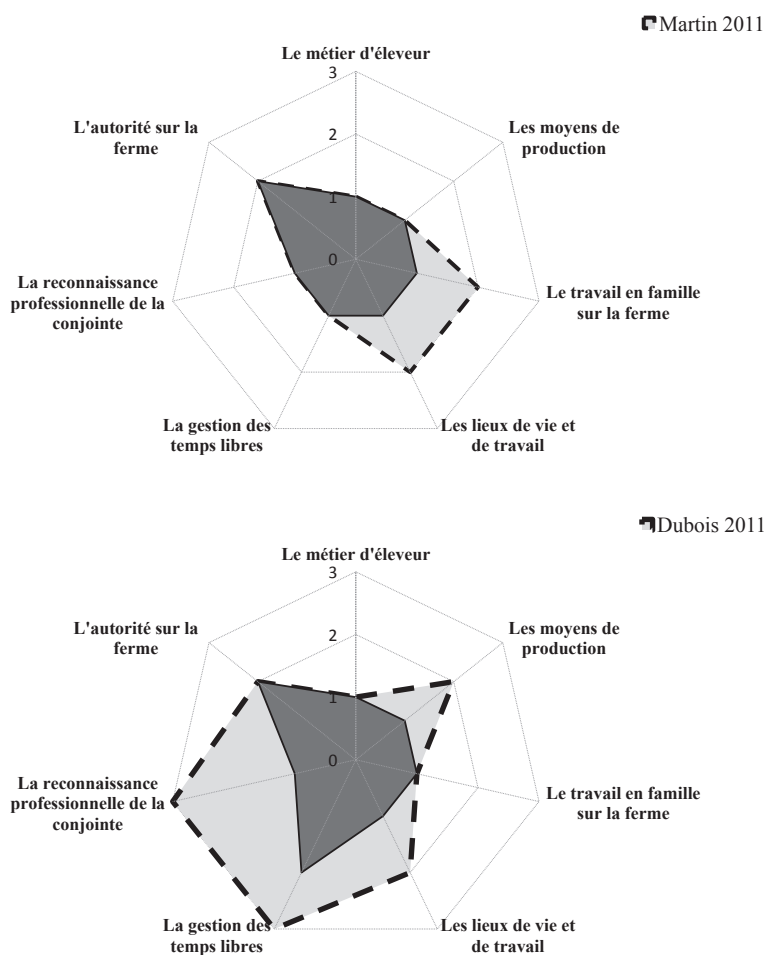 Martin 2011
Le métier d'éleveur
3
L'autorité sur la
ferme
Les moyens de
production
2
1
0
La reconnaissance
professionnelle de la
conjointe
Le travail en famille
sur la ferme
La gestion des
temps libres
Les lieux de vie et
de travail
Dubois 2011
Le métier d'éleveur
3
L'autorité sur la
ferme
Les moyens de
production
2
1
0
La reconnaissance
professionnelle de la
conjointe
Le travail en famille
sur la ferme
La gestion des
temps libres
Les lieux de vie et
de travail